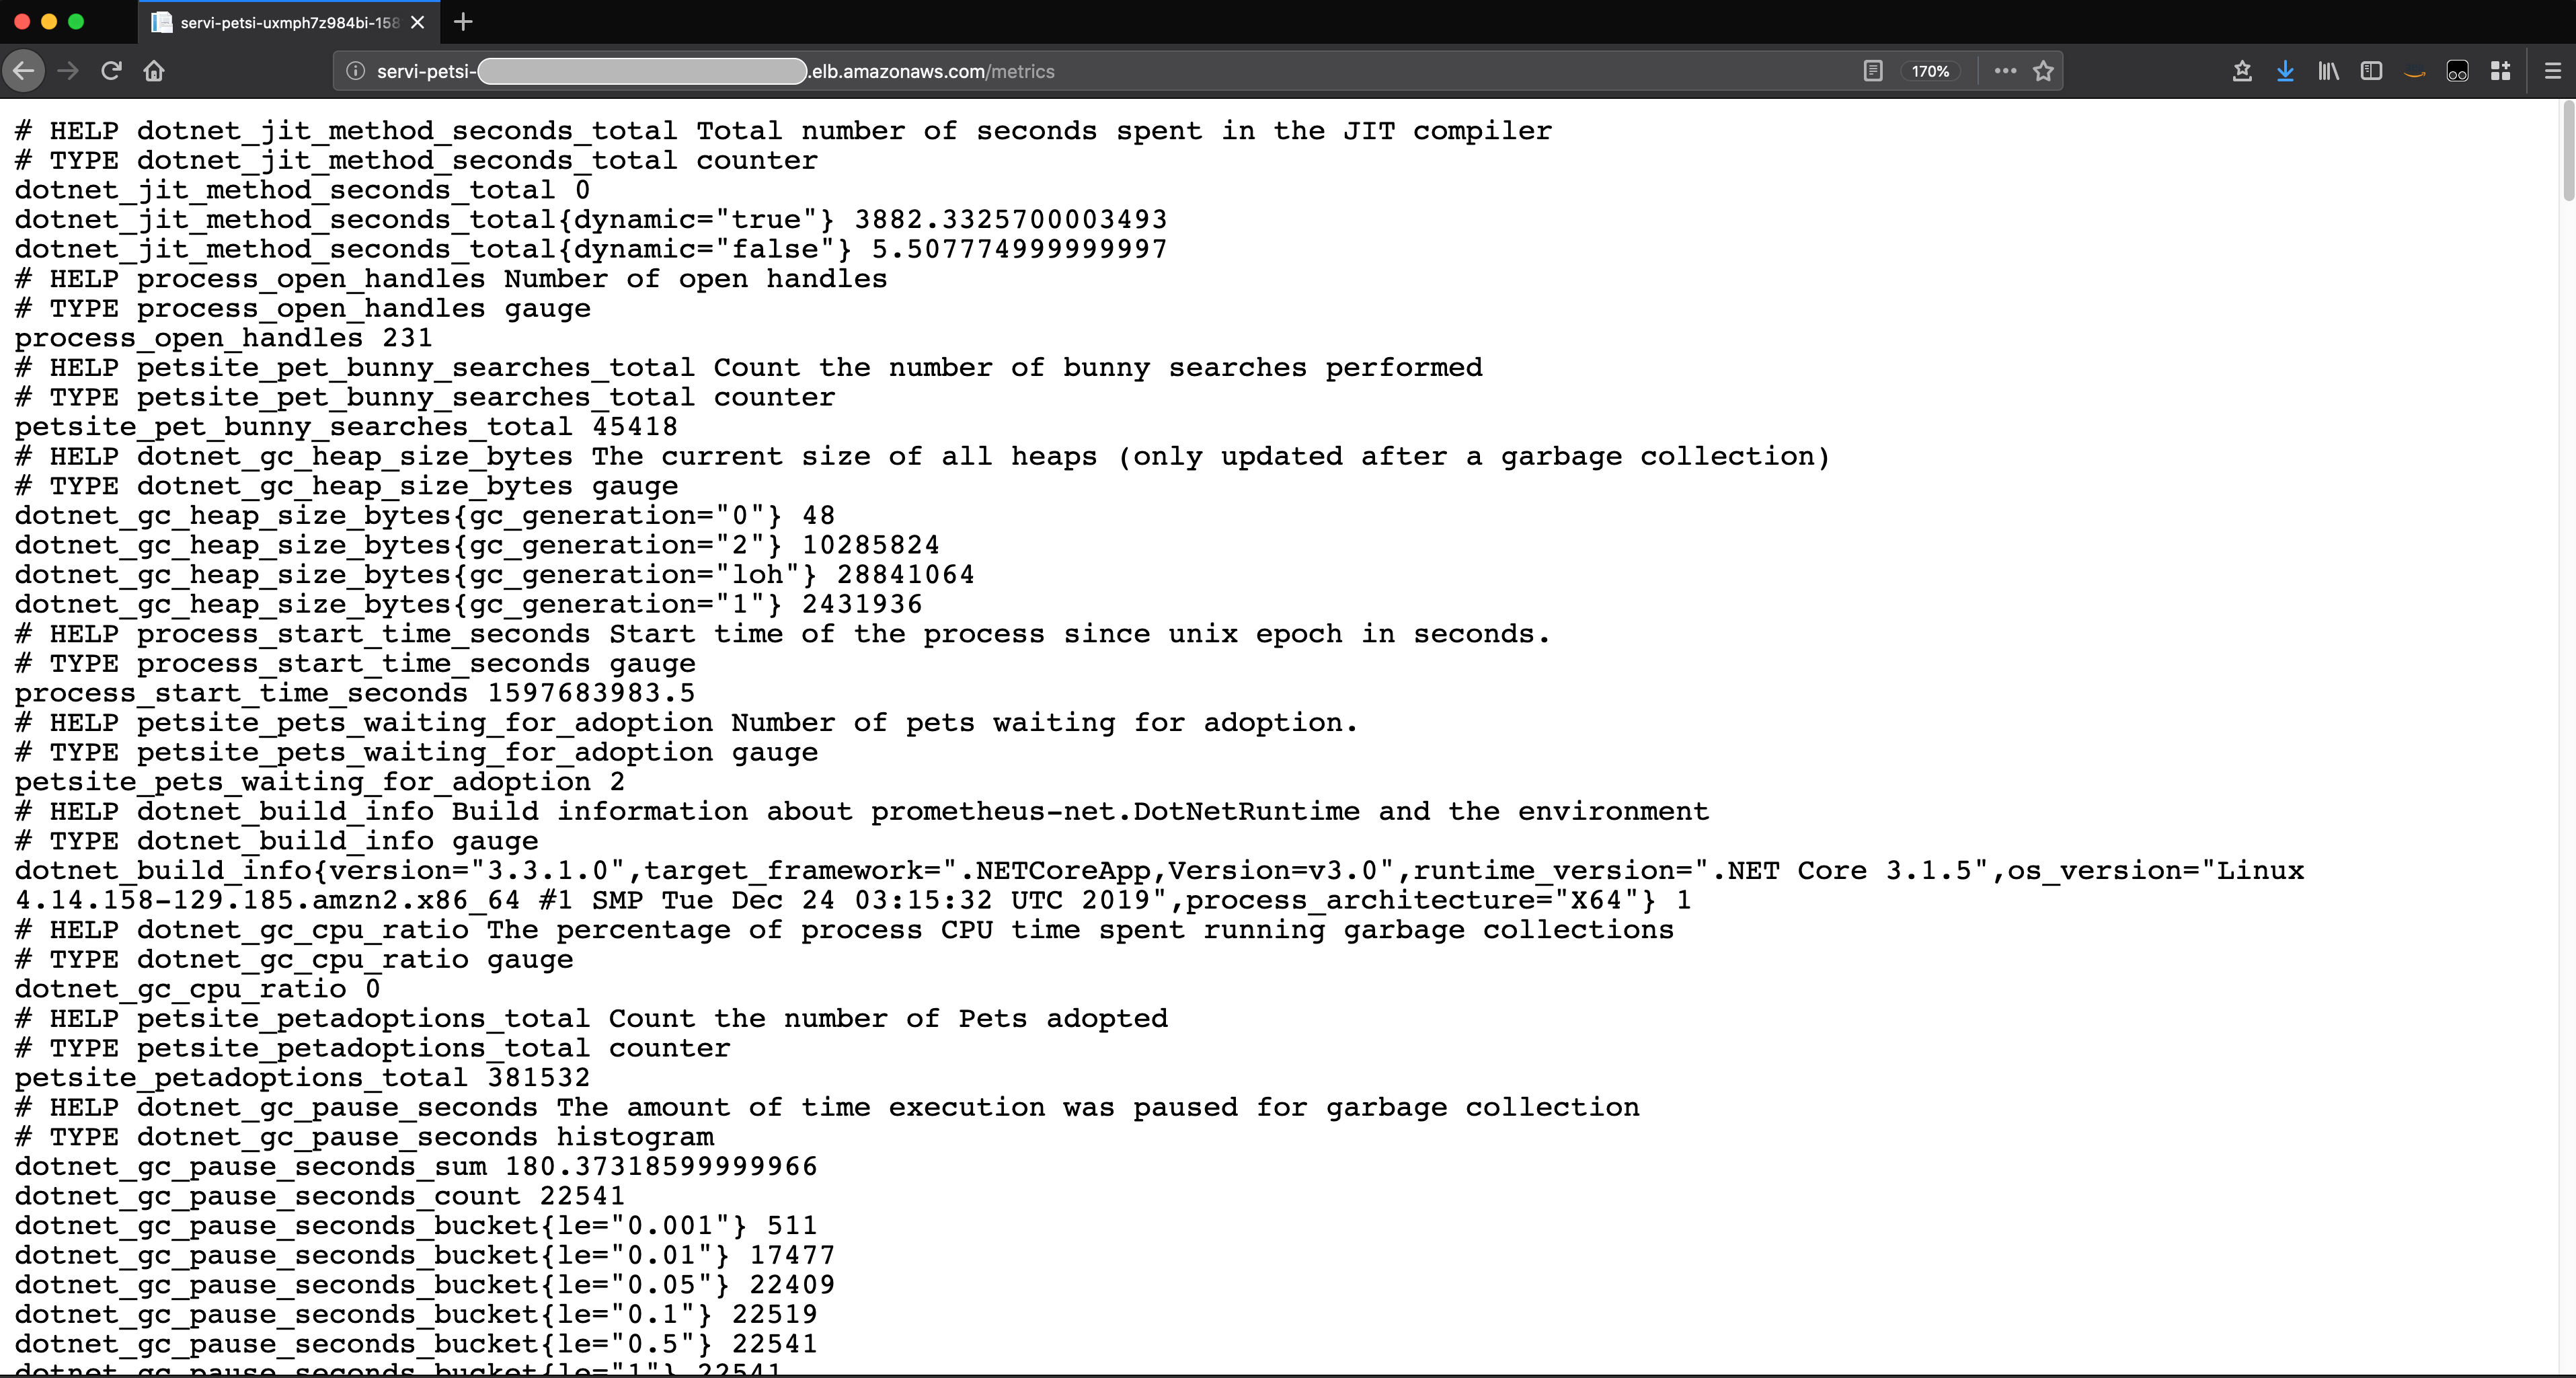 servi-petsi-uxmph7z984bi-158
servi-petsi-
.elb.amazonaws.com/metrics
170%
# HELP dotnet_jit_method_seconds_total Total number of seconds spent in the JIT compiler
# TYPE dotnet_jit_method_seconds_total counter
dotnet_jit_method_seconds_total 0
dotnet_jit_method_seconds_total{dynamic="true"} 3882.3325700003493
dotnet_jit_method_seconds_total{dynamic="false"} 5.507774999999997
# HELP process_open_handles Number of open handles
# TYPE process_open_handles gauge
process_open_handles 231
# HELP petsite_pet_bunny_searches_total Count the number of bunny searches performed
# TYPE petsite_pet_bunny_searches_total counter
petsite_pet_bunny_searches_total 45418
# HELP dotnet_gc_heap_size_bytes The current size of all heaps (only updated after a garbage collection)
# TYPE dotnet_gc_heap_size_bytes gauge
dotnet_gc_heap_size_bytes{gc_generation="0"} 48
dotnet_gc_heap_size_bytes{gc_generation="2"} 10285824
dotnet_gc_heap_size_bytes{gc_generation="loh"} 28841064
dotnet_gc_heap_size_bytes{gc_generation="1"} 2431936
# HELP process_start_time_seconds Start time of the process since unix epoch in seconds.
# TYPE process_start_time_seconds gauge
process_start_time_seconds 1597683983.5
# HELP petsite_pets_waiting_for_adoption Number of pets waiting for adoption.
# TYPE petsite_pets_waiting_for_adoption gauge
petsite_pets_waiting_for_adoption 2
# HELP dotnet_build_info Build information about prometheus-net.DotNetRuntime and the environment
# TYPE dotnet_build_info gauge
dotnet_build_info{version="3.3.1.0",target_framework=".NETCoreApp,Version=v3.0",runtime_version=".NET Core 3.1.5",os_version="Linux
4.14.158-129.185.amzn2.x86_64 #1 SMP Tue Dec 24 03:15:32 UTC 2019",process_architecture="X64"} 1
# HELP dotnet_gc_cpu_ratio The percentage of process CPU time spent running garbage collections
# TYPE dotnet_gc_cpu_ratio gauge
dotnet_gc_cpu_ratio 0
# HELP petsite_petadoptions_total Count the number of Pets adopted
# TYPE petsite_petadoptions_total counter
petsite_petadoptions_total 381532
# HELP dotnet_gc_pause_seconds The amount of time execution was paused for garbage collection
# TYPE dotnet_gc_pause_seconds histogram
dotnet_gc_pause_seconds_sum 180.37318599999966
dotnet_gc_pause_seconds_count 22541
dotnet_gc_pause_seconds_bucket{le="0.001"} 511
dotnet_gc_pause_seconds_bucket{le="0.01"} 17477
dotnet_gc_pause_seconds_bucket{le="0.05"} 22409
dotnet_gc_pause_seconds_bucket{le="0.1"} 22519
dotnet_gc_pause_seconds_bucket{le="0.5"} 22541
dotnet_gc_pause_seconds_bucket{le="1"} 22541